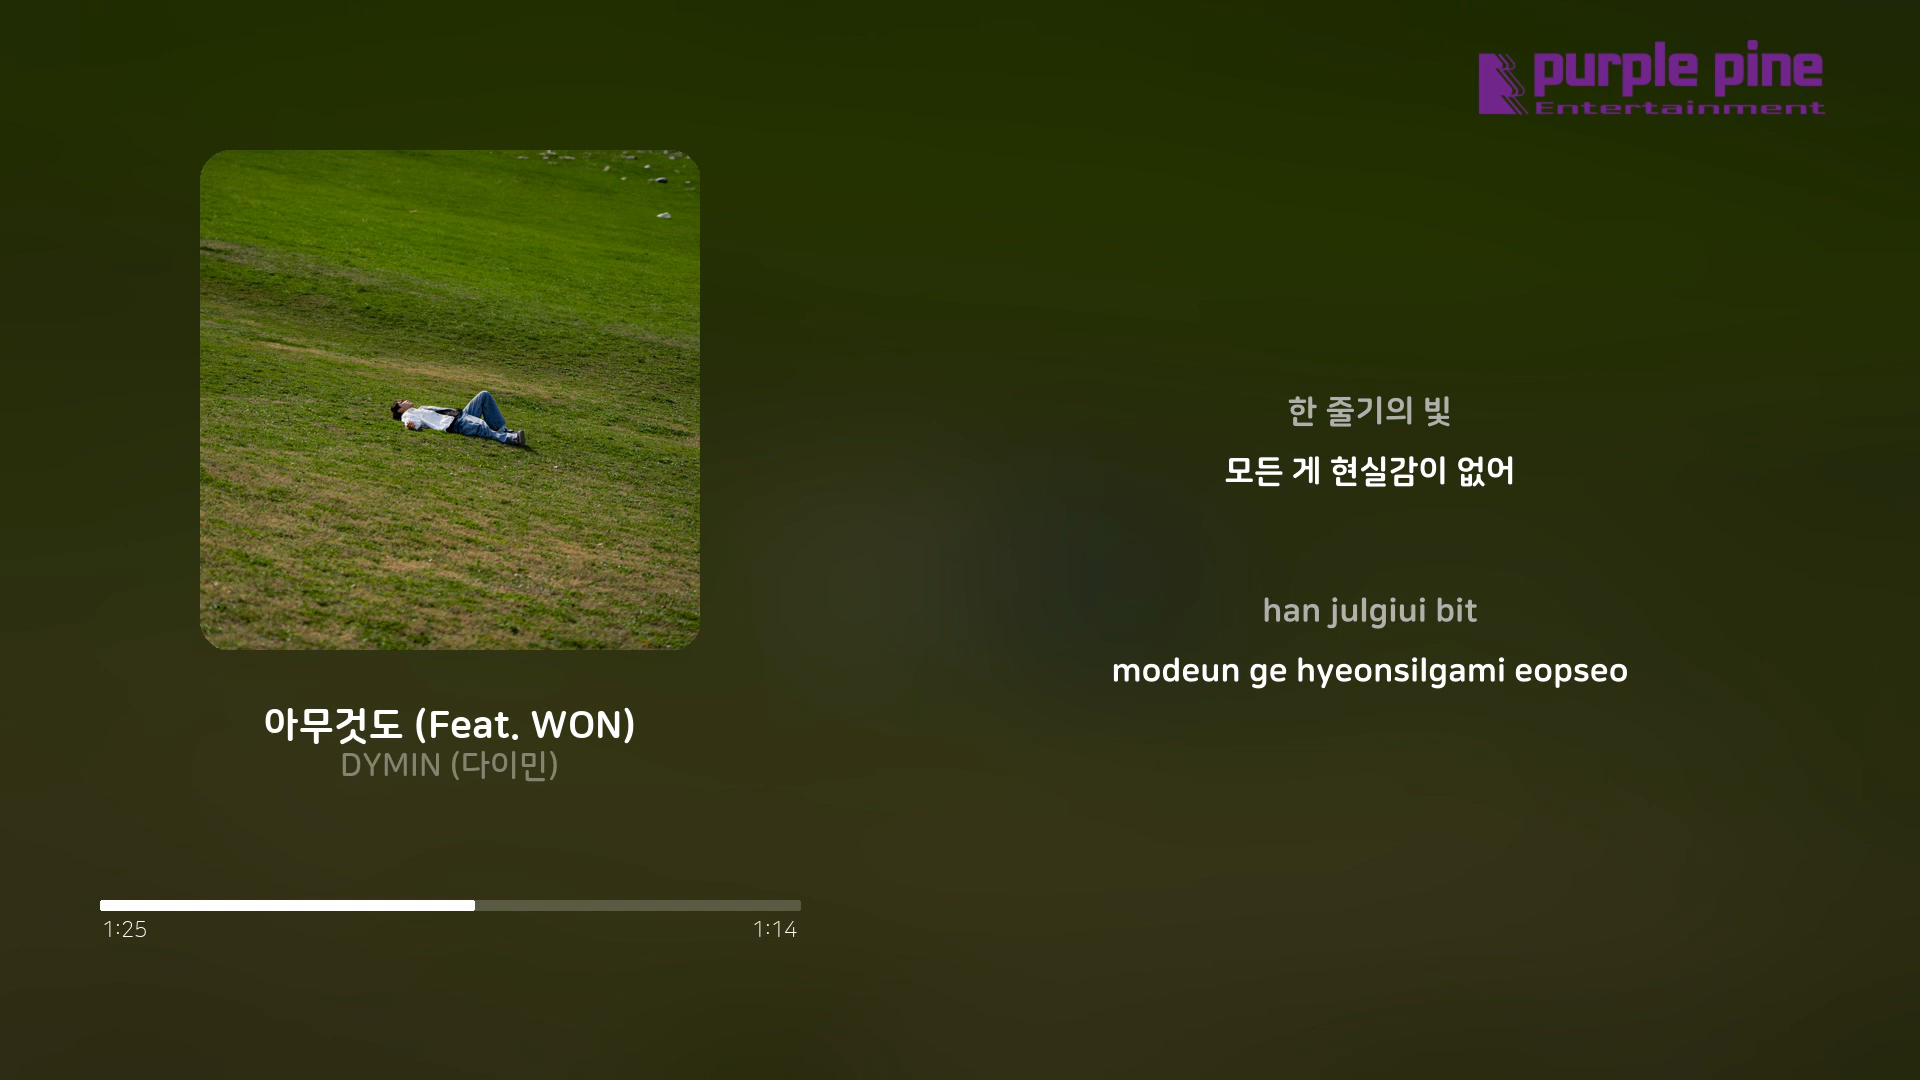 purple pine
Entertainment
한 줄기의 빛
모든 게 현실감이 없어
han julgiui bit
modeun ge hyeonsilgami eopseo
아무것도 (Feat. WON)
DYMIN (다이민)
1:25
1:14